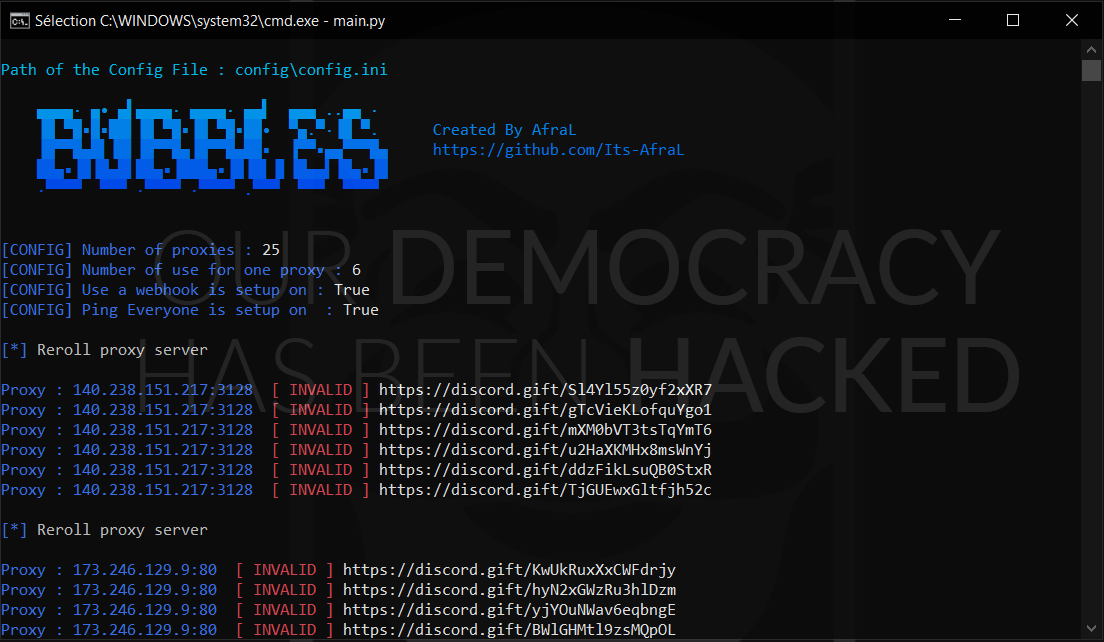 Sélection C:\WINDOWS\system32\cmd.exe - main.py
Path of the Config File : config\config.ini
Created By AfraL
https://github.com/Its-AfraL
[CONFIG] Number of proxies : 25
[CONFIG] Number of use for one proxy : 6
[CONFIG] Use a webhook is setup on : True
[CONFIG] Ping Everyone is setup on  : True
OUR DEMOCRACY
HAS BEEN HACKED
[*] Reroll proxy server
Proxy : 140.238.151.217:3128  [ INVALID ] https://discord.gift/Sl4Yl55z0yf2xXR7
Proxy : 140.238.151.217:3128  [ INVALID ] https://discord.gift/gTcVieKLofquYgo1
Proxy : 140.238.151.217:3128  [ INVALID ] https://discord.gift/mXM0bVT3tsTqYmT6
Proxy : 140.238.151.217:3128  [ INVALID ] https://discord.gift/u2HaXKMHx8msWnYj
Proxy : 140.238.151.217:3128  [ INVALID ] https://discord.gift/ddzFikLsuQB0StxR
Proxy : 140.238.151.217:3128  [ INVALID ] https://discord.gift/TjGUEwxGltfjh52c
[*] Reroll proxy server
Proxy : 173.246.129.9:80  [ INVALID ] https://discord.gift/KwUkRuxXxCWFdrjy
Proxy : 173.246.129.9:80  [ INVALID ] https://discord.gift/hyN2xGWzRu3hlDzm
Proxy : 173.246.129.9:80  [ INVALID ] https://discord.gift/yjYOuNWav6eqbngE
Proxy : 173.246.129.9:80  [ INVALID ] https://discord.gift/BWlGHMtl9zsMQpOL